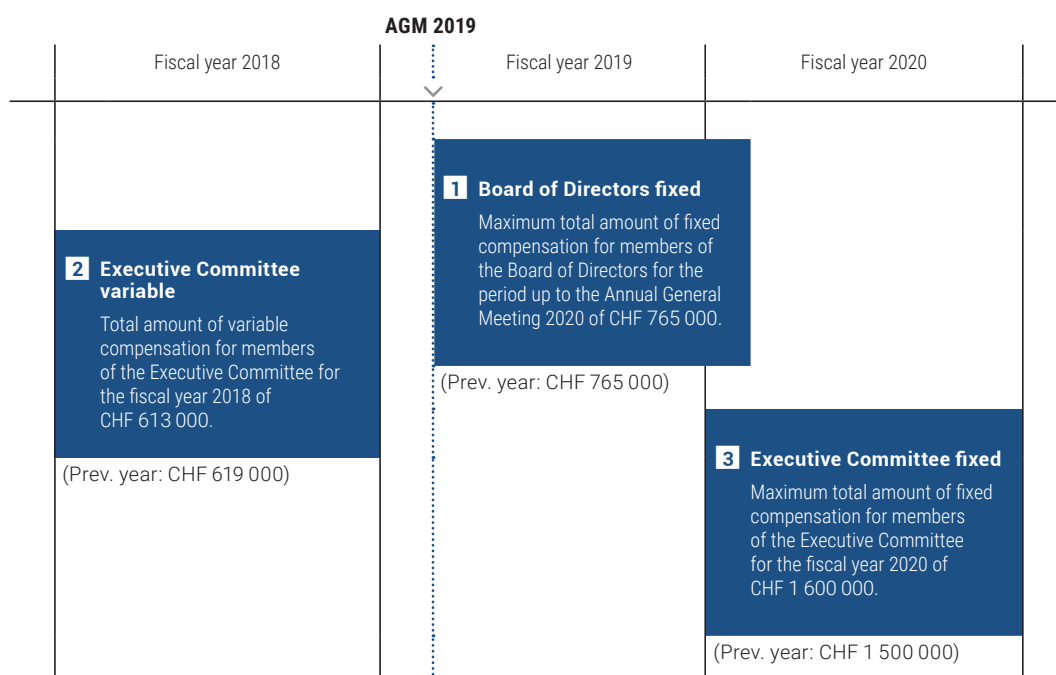 AGM 2019
Fiscal year 2018
Fiscal year 2019
Fiscal year 2020
1 Board of Directors fixed
Maximum total amount of fixed
compensation for members of
the Board of Directors for the
period up to the Annual General
Meeting 2020 of CHF 765 000.
(Prev. year: CHF 765 000)
2 Executive Committee
variable
Total amount of variable
compensation for members
of the Executive Committee for
the fiscal year 2018 of
CHF 613 000.
(Prev. year: CHF 619 000)
3 Executive Committee fixed
Maximum total amount of fixed
compensation for members
of the Executive Committee
for the fiscal year 2020 of
CHF 1 600 000.
(Prev. year: CHF 1 500 000)